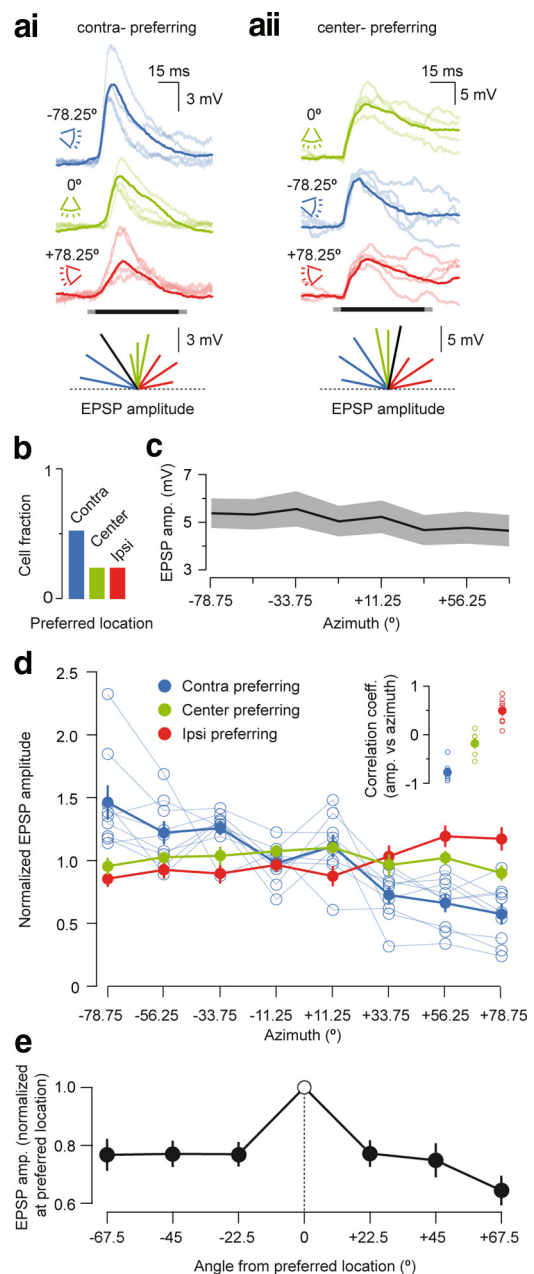 ai
contra- preferring
15 ms
3 mV
-78.25º
0º
+78.25º
3 mV
EPSP amplitude
aii
center- preferring
15 ms
5 mV
0º
-78.25º
+78.25º
5 mV
EPSP amplitude
b
1
Cell fraction
0
Contra
Center
Ipsi
Preferred location
c
EPSP amp. (mV)
7
5
3
-78.75
-33.75
+11.25
+56.25
Azimuth (º)
d
Normalized EPSP amplitude
2.5
2.0
1.5
1.0
0.5
0
Contra preferring
Center preferring
Ipsi preferring
Correlation coeff.
(amp. vs azimuth)
1
0
-1
-78.75 -56.25 -33.75 -11.25 +11.25 +33.75 +56.25 +78.75
Azimuth (º)
e
EPSP amp. (normalized
at preferred location)
1.0
0.8
0.6
-67.5 -45 -22.5 0 +22.5 +45 +67.5
Angle from preferred location (º)